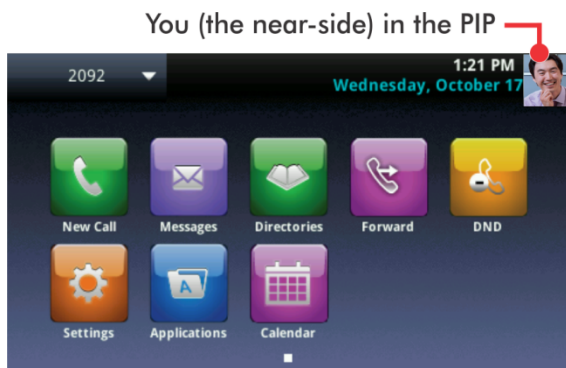 You (the near-side) in the PIP
2092
1:21 PM
Wednesday, October 17
New Call
Messages
Directories
Forward
DND
A
Settings
Applications
Calendar